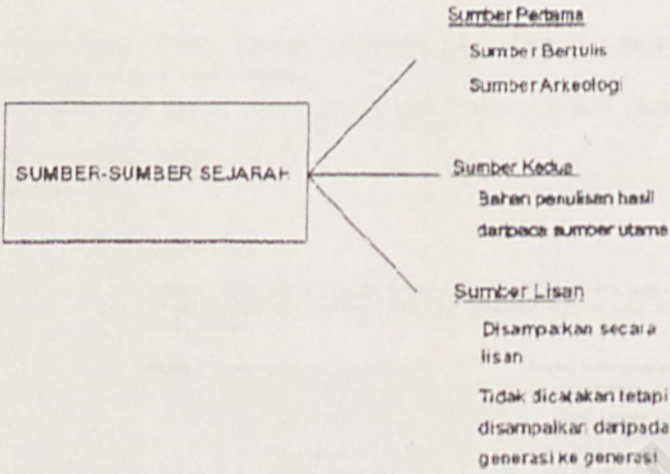 SUMBER-SUMBER SEJARAH
Sumber Pertama
Sumber Bertulis
Sumber Arkeologi
Sumber Kedua
Bahan penulisan hasil
daripada sumber utama
Sumber Lisan
Disampaikan secara
lisan
Tidak dicatakan tetapi
disampaikan daripada
generasi ke generasi